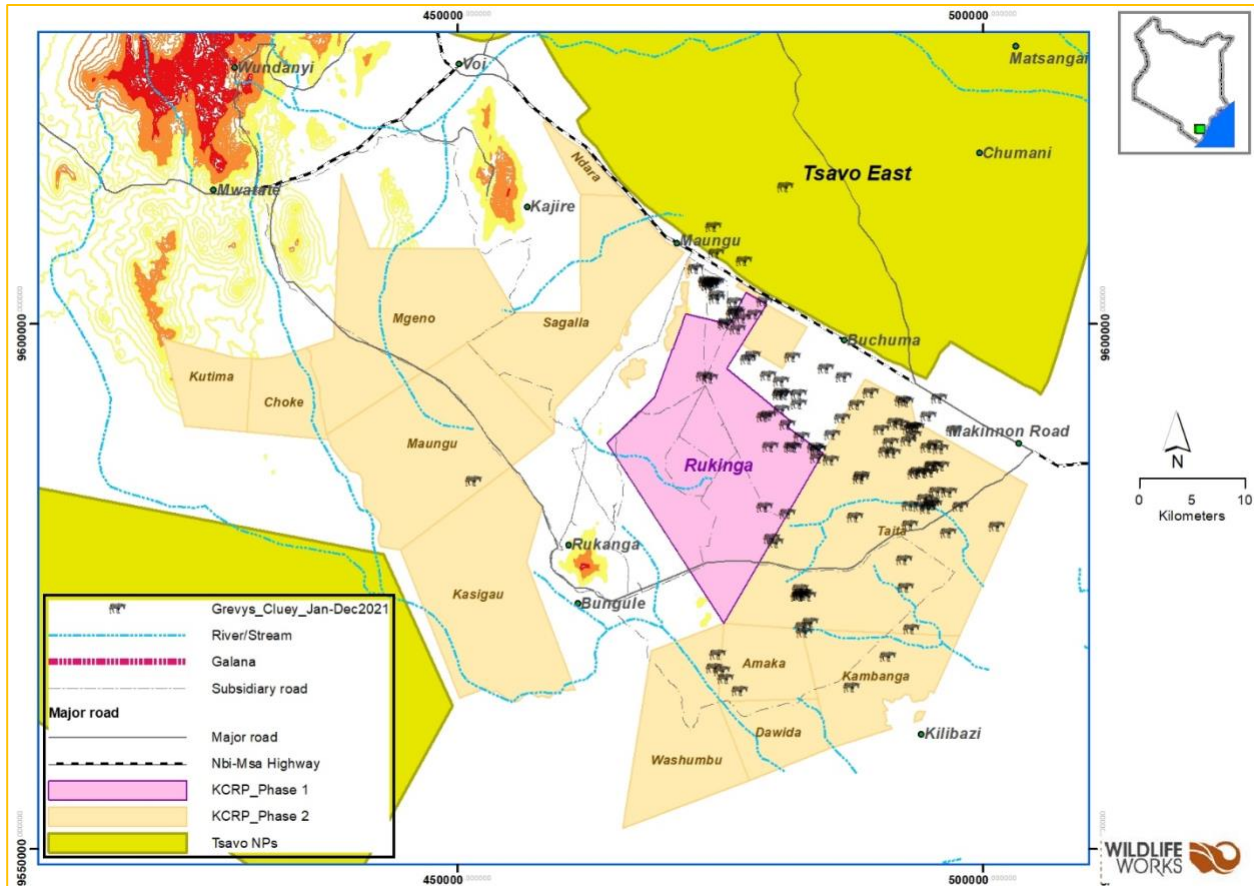 450000
500000
Wundanyi
Voi
Matsangai
Chumani
Ndara
Tsavo East
Mwatate
Kajire
Maungu
9600000
9600000
Mgeno
Sagalla
Buchuma
Kutima
Choke
Maungu
Makinnon Road
Rukinga
N
0 5 10
Kilometers
Taita
Rukanga
Kasigau
Bungule
Amaka
Kambanga
Dawida
Kilibazi
Washumbu
Grevys_Cluey_Jan-Dec2021
River/Stream
Galana
Subsidiary road
Major road
Major road
Nbi-Msa Highway
KCRP_Phase 1
KCRP_Phase 2
Tsavo NPs
9550000
450000
500000
WILDLIFE
WORKS